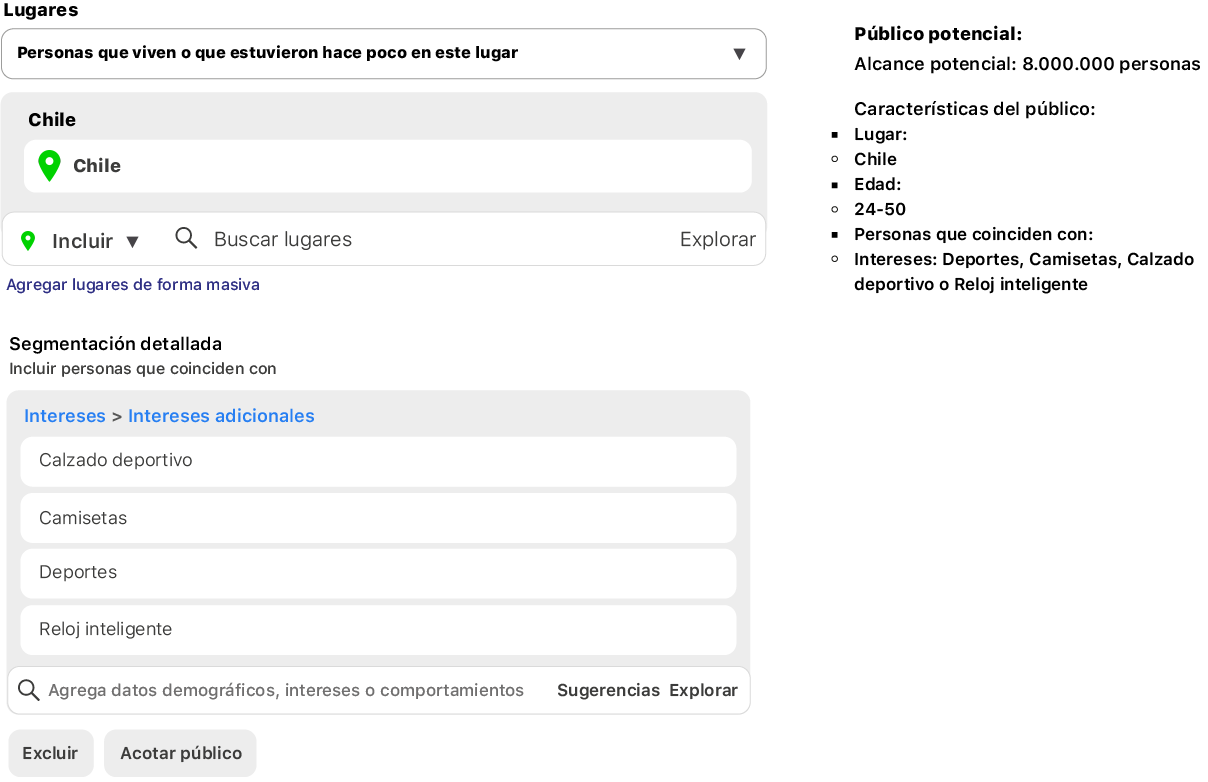 Lugares
Personas que viven o que estuvieron hace poco en este lugar
Chile
Chile
Incluir
Buscar lugares
Explorar
Agregar lugares de forma masiva
Segmentación detallada
Incluir personas que coinciden con
Intereses > Intereses adicionales
Calzado deportivo
Camisetas
Deportes
Reloj inteligente
Agrega datos demográficos, intereses o comportamientos
Sugerencias Explorar
Excluir
Acotar público
Público potencial:
Alcance potencial: 8.000.000 personas
Características del público:
Lugar:
Chile
Edad:
24-50
Personas que coinciden con:
Intereses: Deportes, Camisetas, Calzado
deportivo o Reloj inteligente